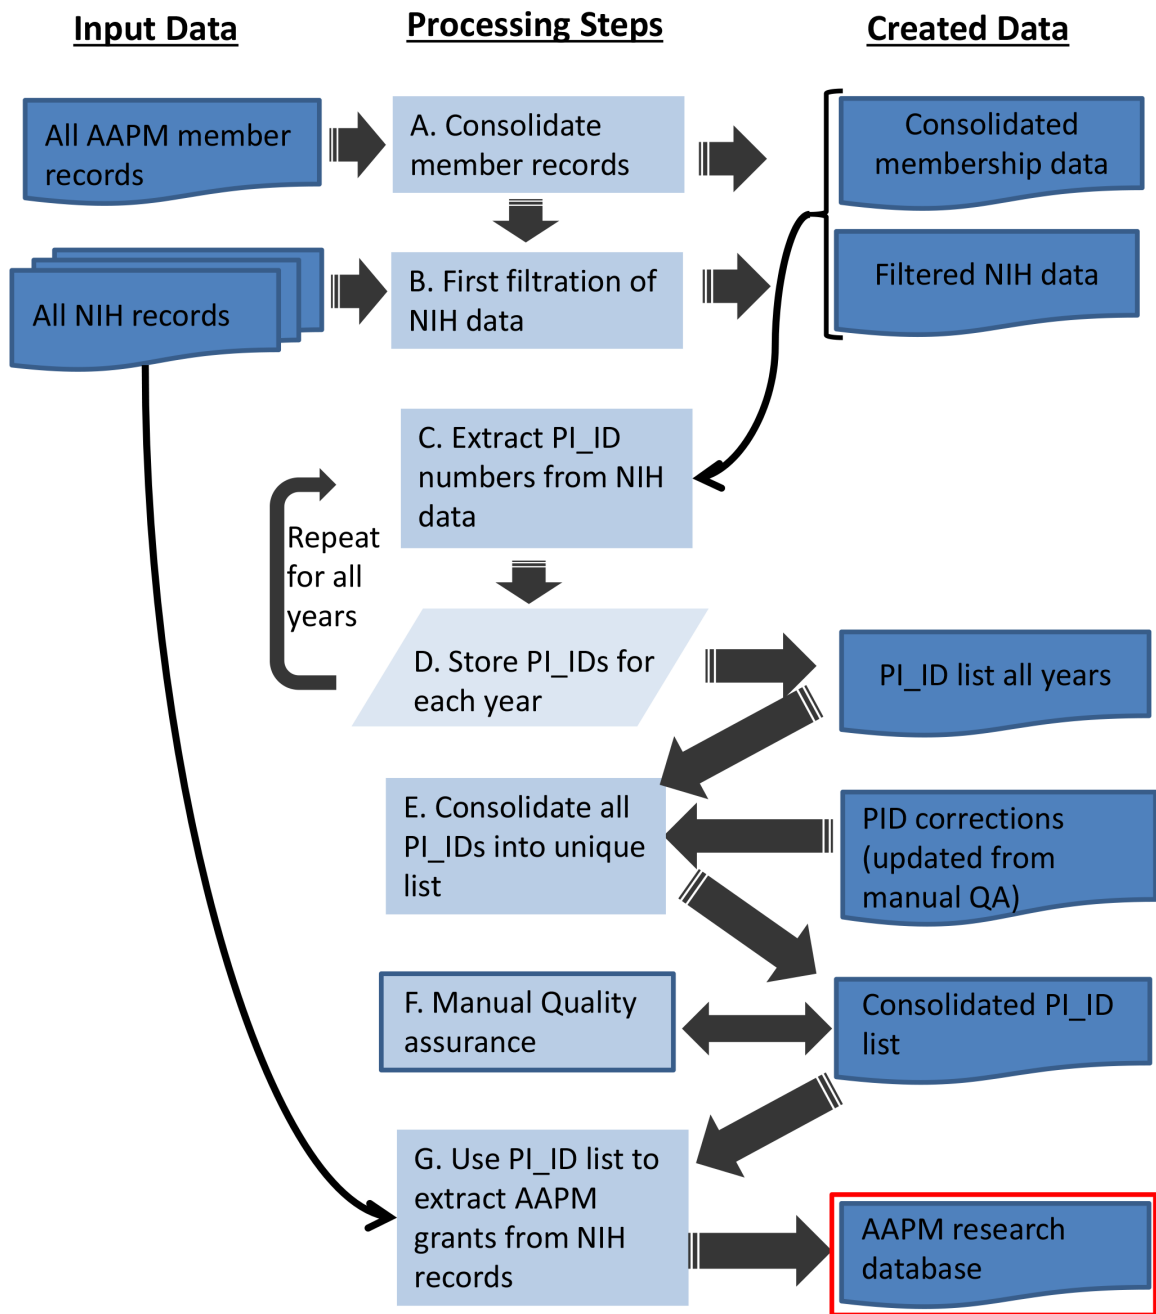 Input Data
Processing Steps
Created Data
All AAPM member
records
A. Consolidate
member records
Consolidated
membership data
All NIH records
B. First filtration of
NIH data
Filtered NIH data
C. Extract PI_ID
numbers from NIH
data
Repeat
for all
years
D. Store PI_IDs for
each year
PI_ID list all years
E. Consolidate all
PI_IDs into unique
list
PID corrections
(updated from
manual QA)
F. Manual Quality
assurance
Consolidated PI_ID
list
G. Use PI_ID list to
extract AAPM
grants from NIH
records
AAPM research
database